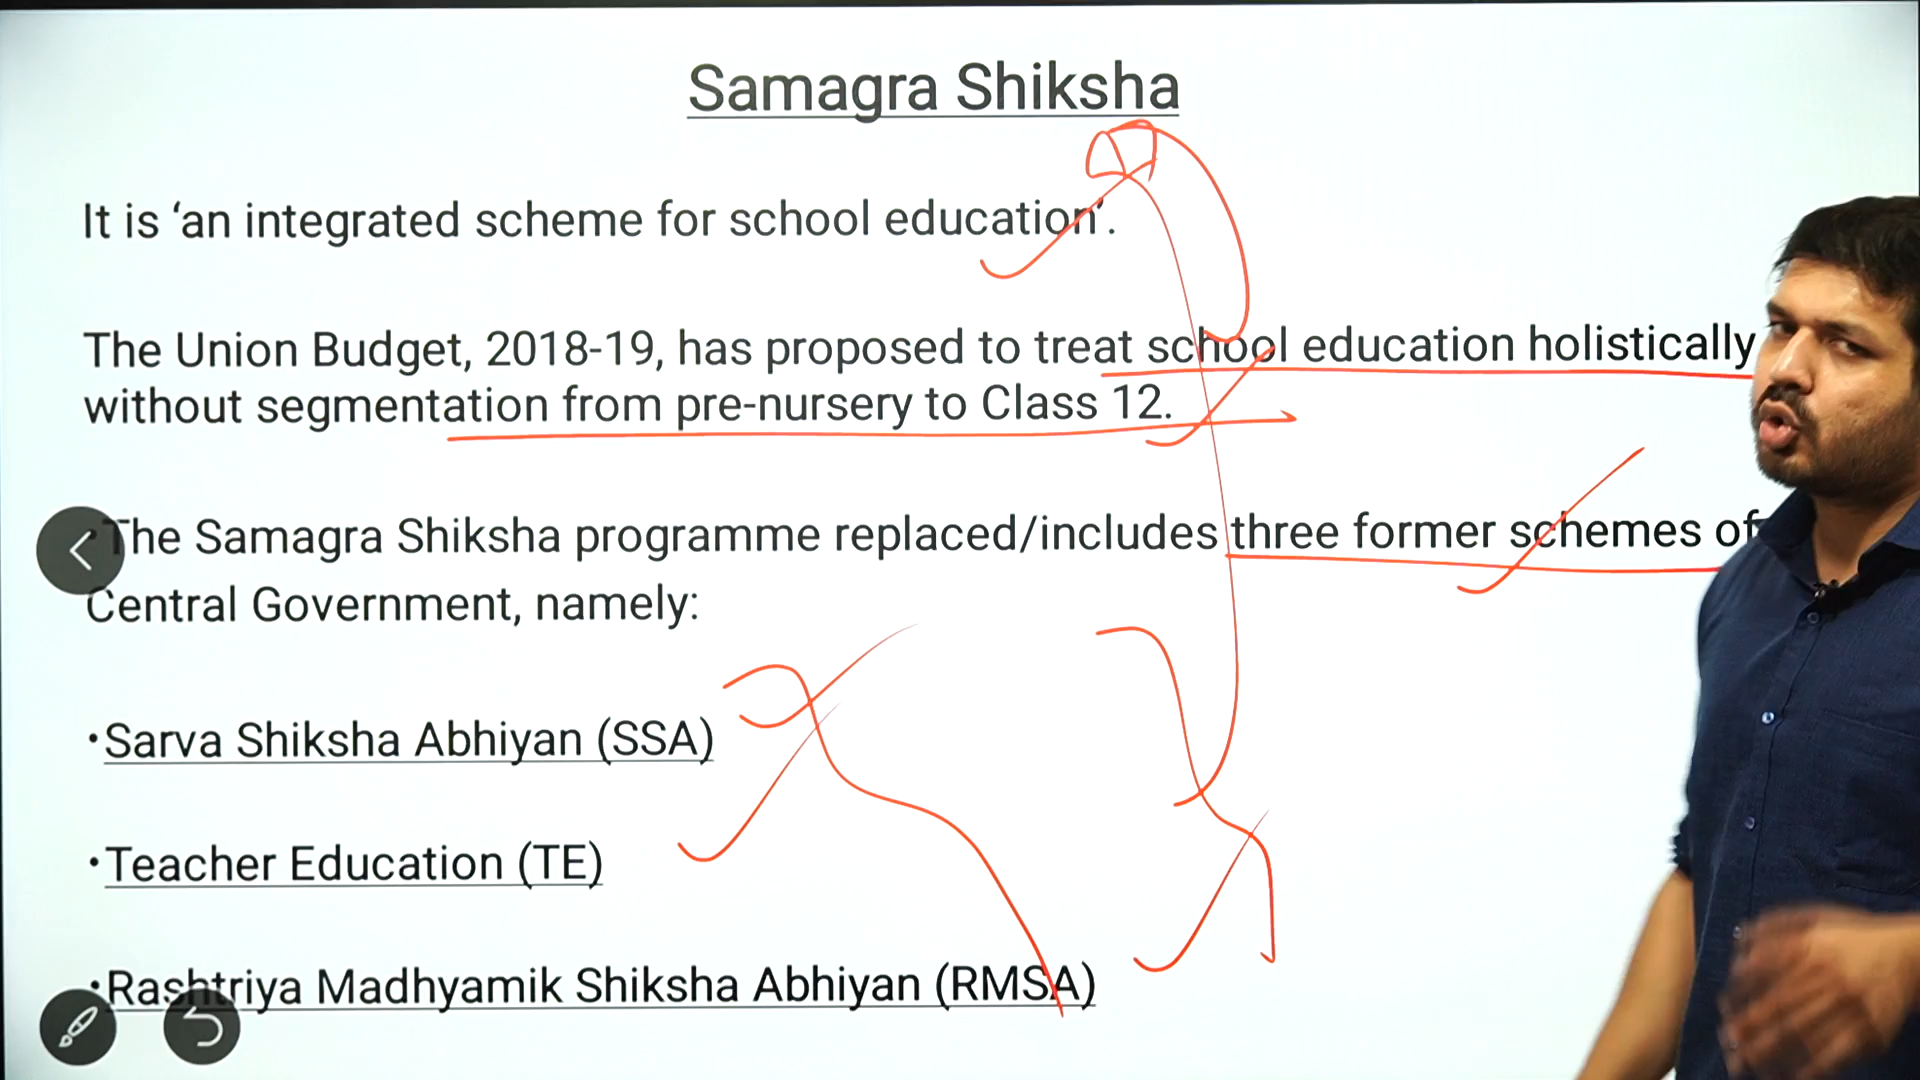 Samagra Shiksha
It is ‘an integrated scheme for school education’.
The Union Budget, 2018-19, has proposed to treat school education holistically
without segmentation from pre-nursery to Class 12.
•The Samagra Shiksha programme replaced/includes three former schemes of
Central Government, namely:
•Sarva Shiksha Abhiyan (SSA)
•Teacher Education (TE)
•Rashtriya Madhyamik Shiksha Abhiyan (RMSA)